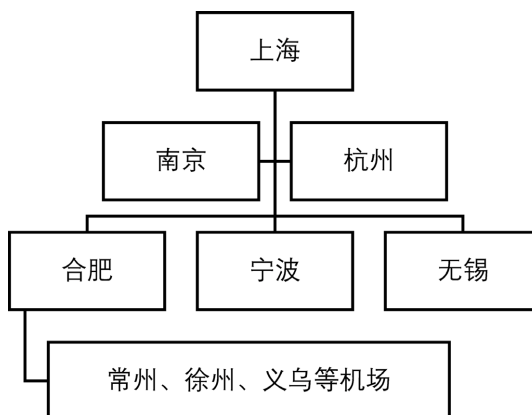 上海
南京
杭州
合肥
宁波
无锡
常州、徐州、义乌等机场